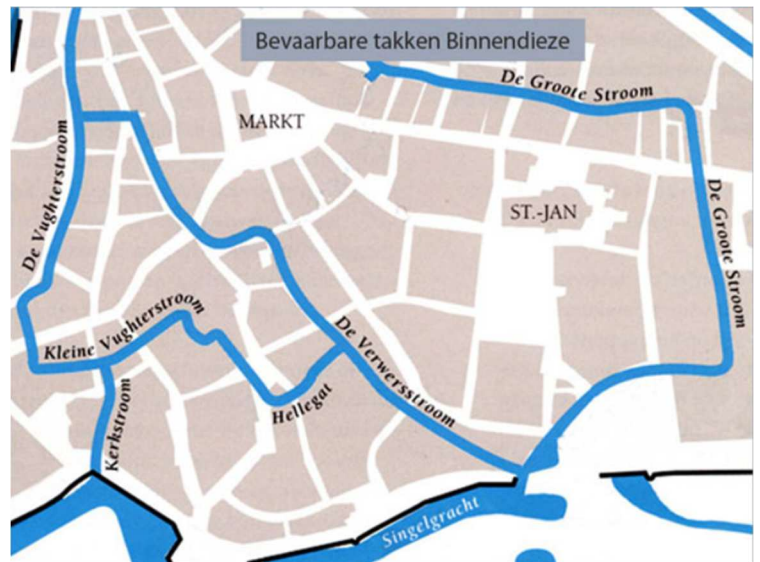 Bevaarbare takken Binnendieze
De Groote Stroom
MARKT
De Vughterstroom
ST.-JAN
De Groote Stroom
Kleine Vughterstroom
De Verwersstroom
Hellegat
Kerkstroom
Singelgracht